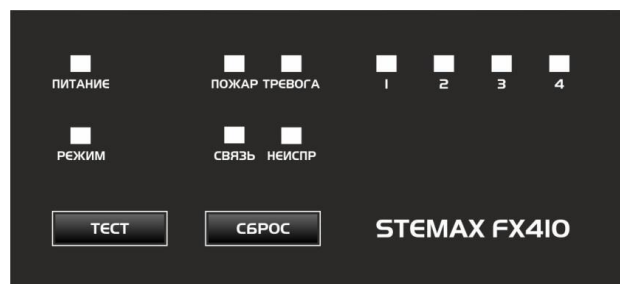 ПИТАНИЕ ПОЖАР ТРЕВОГА 1 2 3 4
РЕЖИМ СВЯЗЬ НЕИСПР
ТЕСТ СБРОС STEMAX FX410